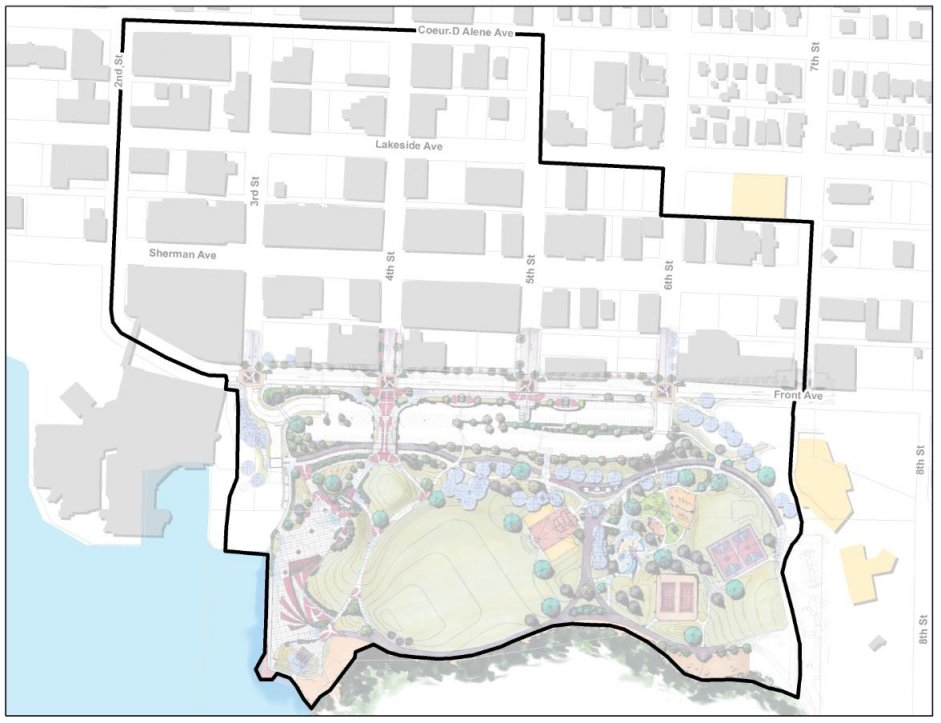 Coeur D Alene Ave
2nd St
7th St
Lakeside Ave
3rd St
Sherman Ave
4th St
5th St
6th St
Front Ave
8th St
8th St